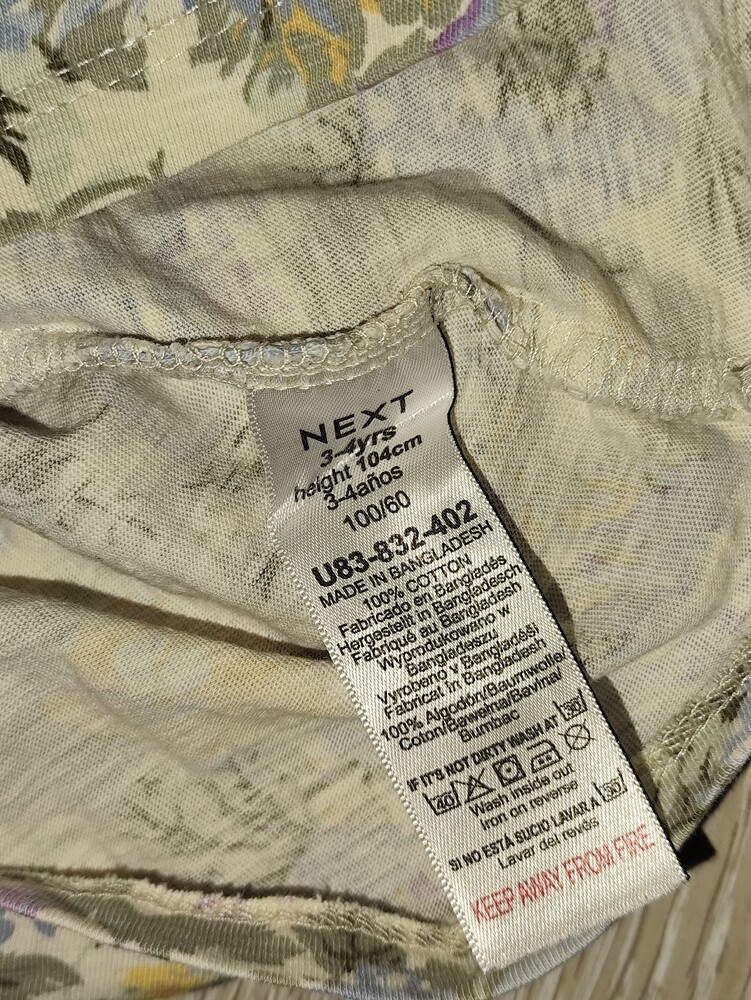 NEXT
3-4yrs
height 104cm
3-4años
100/60
U83-832-402
MADE IN BANGLADESH
100% COTTON
Fabricado en Bangladés
Hergestellt in Bangladesch
Fabriqué au Bangladesh
Wyprodukowano w
Bangladeszu
Vyrobeno v Bangladéši
Fabricat in Bangladesh
100% Algodón/Baumwolle/
Coton/Bawełna/Bavlna/
Bumbac
IF IT'S NOT DIRTY WASH AT 30
40
Wash inside out
Iron on reverse
SI NO ESTÁ SUCIO LAVAR A 30
Lavar del revés
KEEP AWAY FROM FIRE